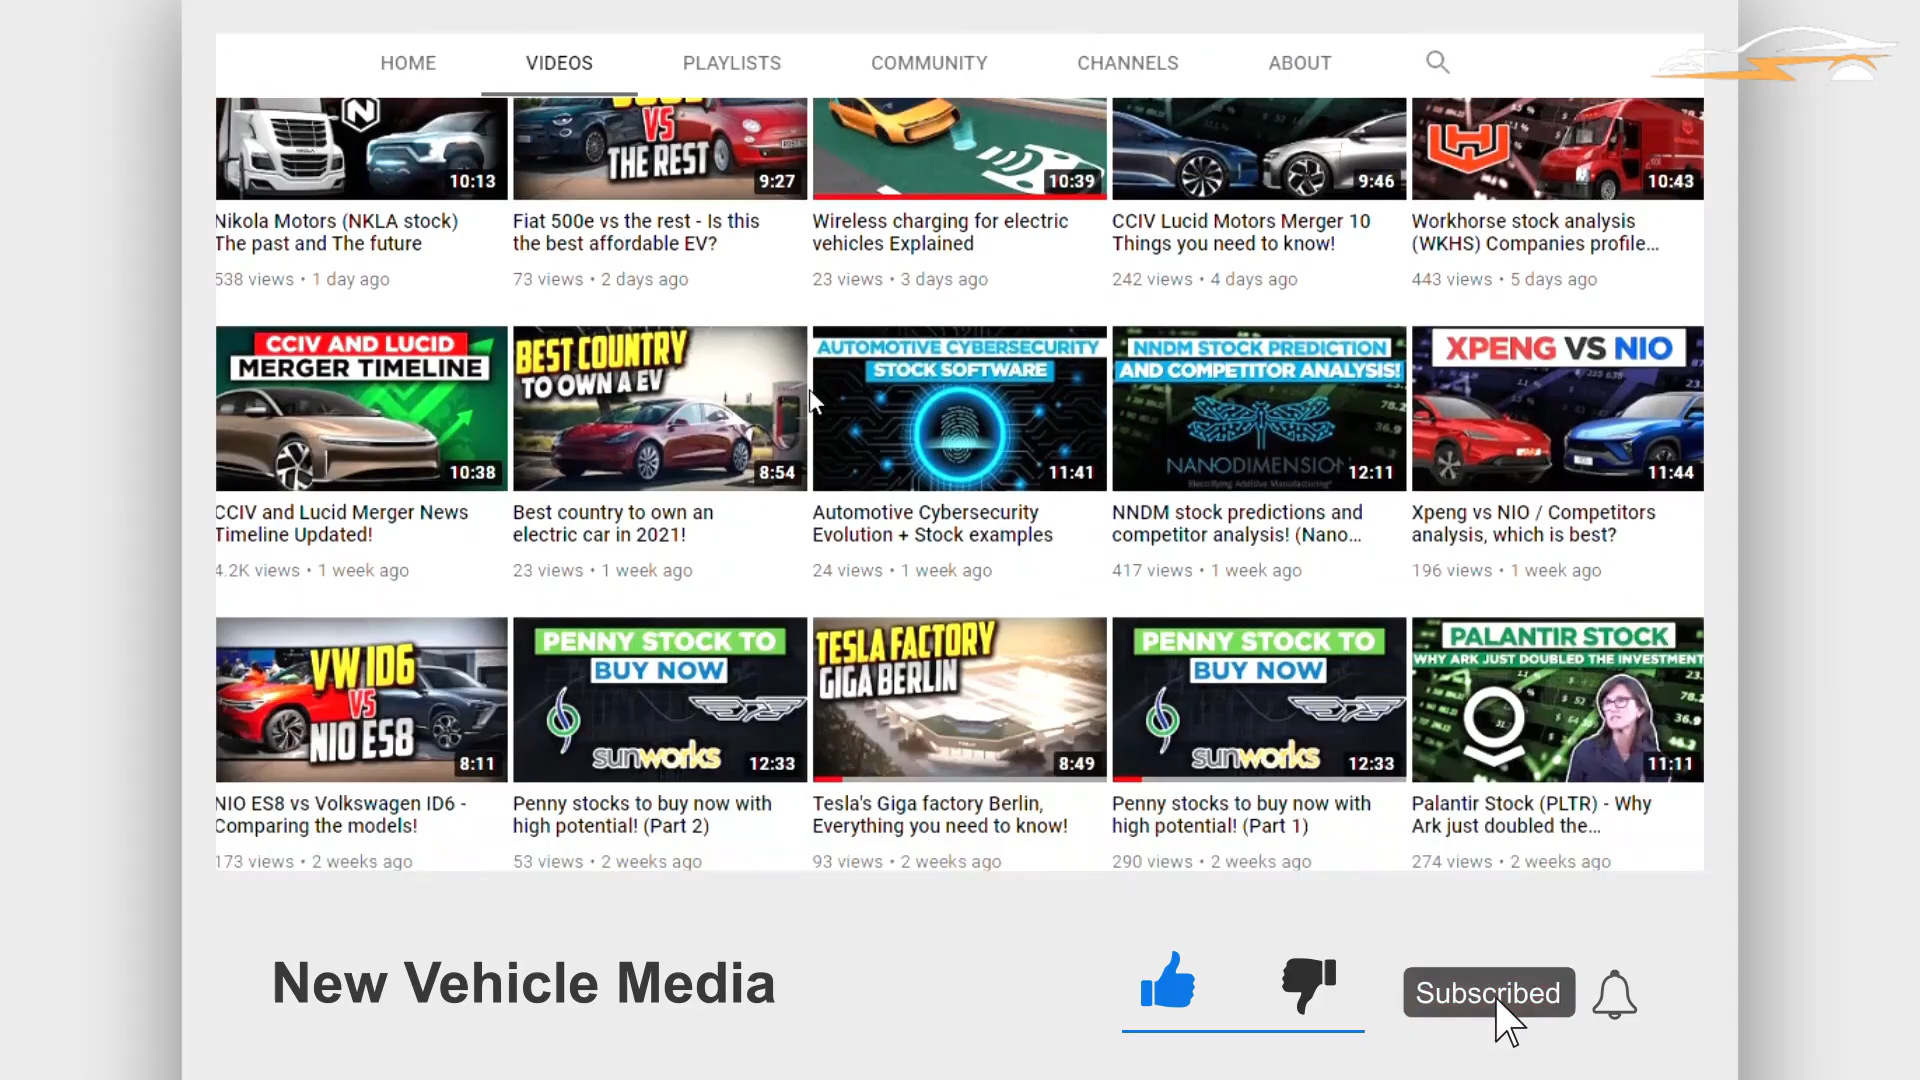 HOME VIDEOS PLAYLISTS COMMUNITY CHANNELS ABOUT
N
10:13
VS
THE REST
9:27
10:39
9:46
10:43
Nikola Motors (NKLA stock)
The past and The future
538 views • 1 day ago
Fiat 500e vs the rest - Is this
the best affordable EV?
73 views • 2 days ago
Wireless charging for electric
vehicles Explained
23 views • 3 days ago
CCIV Lucid Motors Merger 10
Things you need to know!
242 views • 4 days ago
Workhorse stock analysis
(WKHS) Companies profile...
443 views • 5 days ago
CCIV AND LUCID
MERGER TIMELINE
10:38
BEST COUNTRY
TO OWN A EV
8:54
AUTOMOTIVE CYBERSECURITY
STOCK SOFTWARE
11:41
NNDM STOCK PREDICTION
AND COMPETITOR ANALYSIS!
NANODIMENSION
Electrifying Additive Manufacturing®
12:11
XPENG VS NIO
11:44
CCIV and Lucid Merger News
Timeline Updated!
4.2K views • 1 week ago
Best country to own an
electric car in 2021!
23 views • 1 week ago
Automotive Cybersecurity
Evolution + Stock examples
24 views • 1 week ago
NNDM stock predictions and
competitor analysis! (Nano...
417 views • 1 week ago
Xpeng vs NIO / Competitors
analysis, which is best?
196 views • 1 week ago
VW ID6
VS
NIO ES8
8:11
PENNY STOCK TO
BUY NOW
sunworks
12:33
TESLA FACTORY
GIGA BERLIN
8:49
PENNY STOCK TO
BUY NOW
sunworks
12:33
PALANTIR STOCK
WHY ARK JUST DOUBLED THE INVESTMENT
11:11
NIO ES8 vs Volkswagen ID6 -
Comparing the models!
173 views • 2 weeks ago
Penny stocks to buy now with
high potential! (Part 2)
53 views • 2 weeks ago
Tesla's Giga factory Berlin,
Everything you need to know!
93 views • 2 weeks ago
Penny stocks to buy now with
high potential! (Part 1)
290 views • 2 weeks ago
Palantir Stock (PLTR) - Why
Ark just doubled the...
274 views • 2 weeks ago
New Vehicle Media
Subscribed